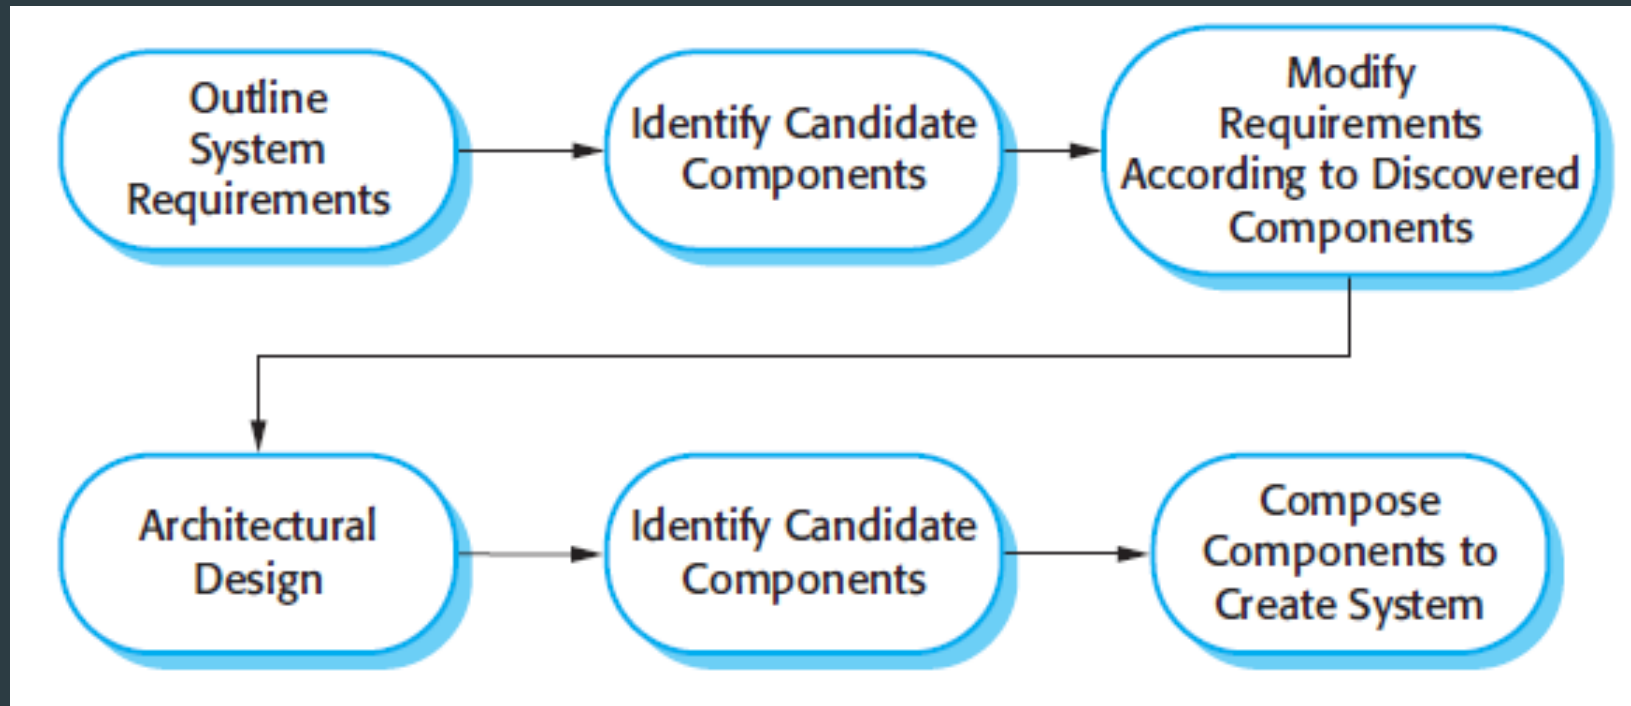 Outline
System
Requirements
Identify Candidate
Components
Modify
Requirements
According to Discovered
Components
Architectural
Design
Identify Candidate
Components
Compose
Components to
Create System